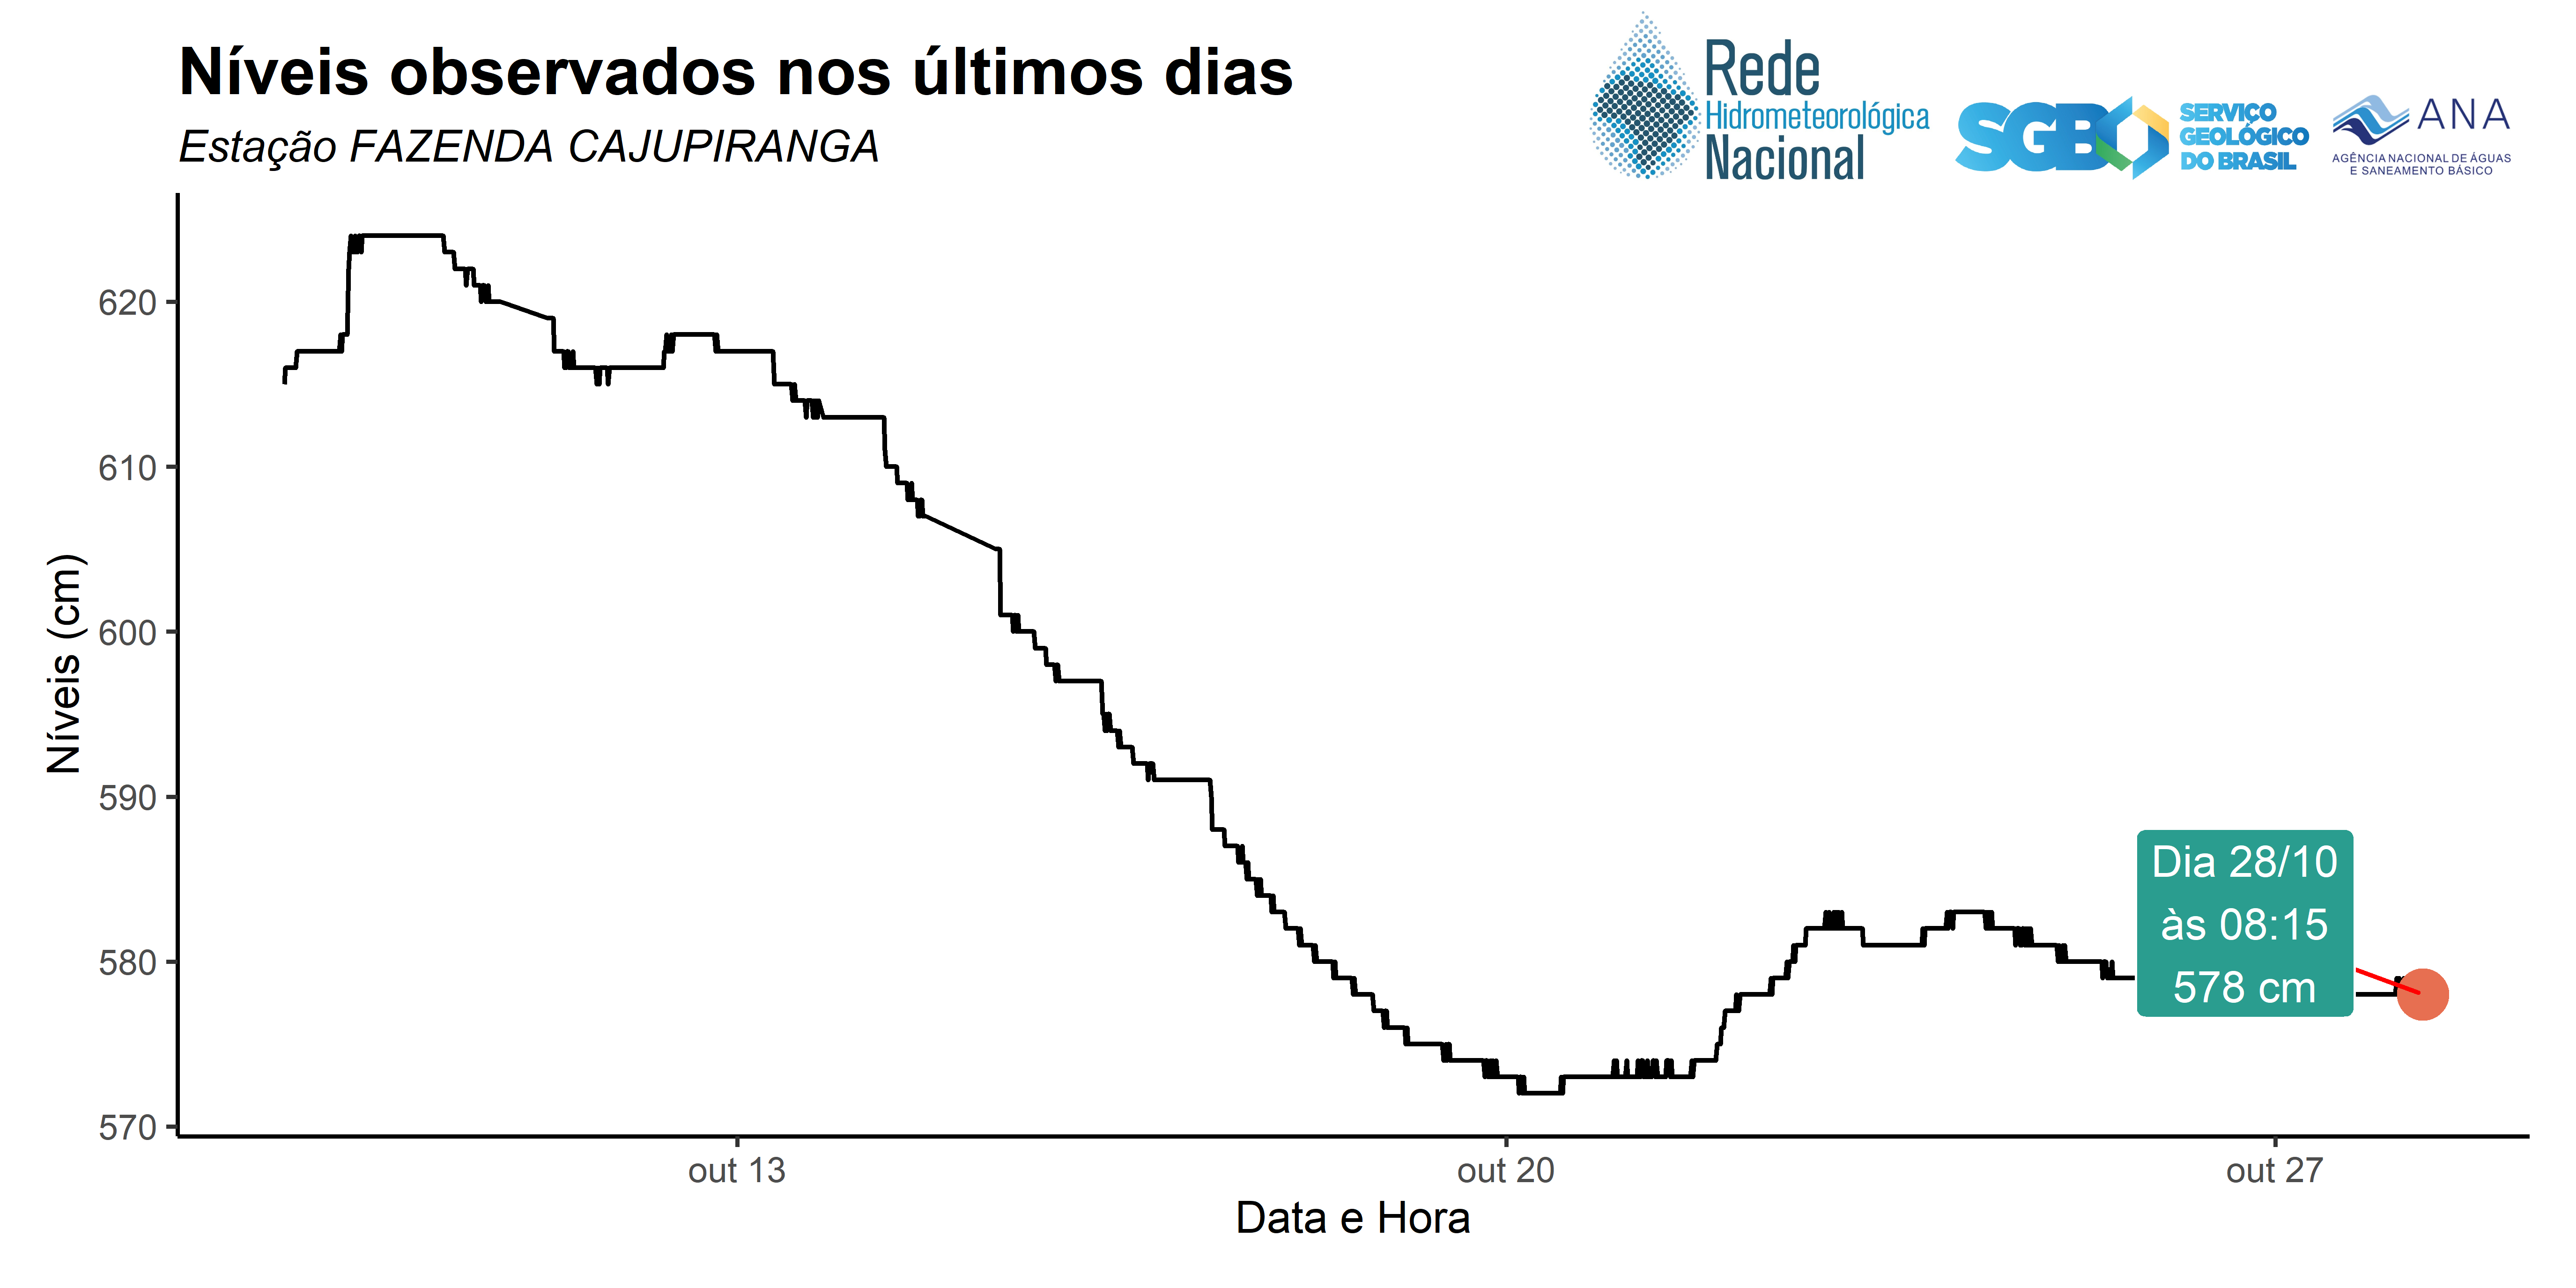 Níveis observados nos últimos dias
Estação FAZENDA CAJUPIRANGA
Rede
Hidrometeorológica
Nacional
SGB
SERVIÇO
GEOLÓGICO
DO BRASIL
ANA
AGÊNCIA NACIONAL DE ÁGUAS
E SANEAMENTO BÁSICO
Níveis (cm)
620
610
600
590
580
570
Dia 28/10
às 08:15
578 cm
out 13
out 20
out 27
Data e Hora